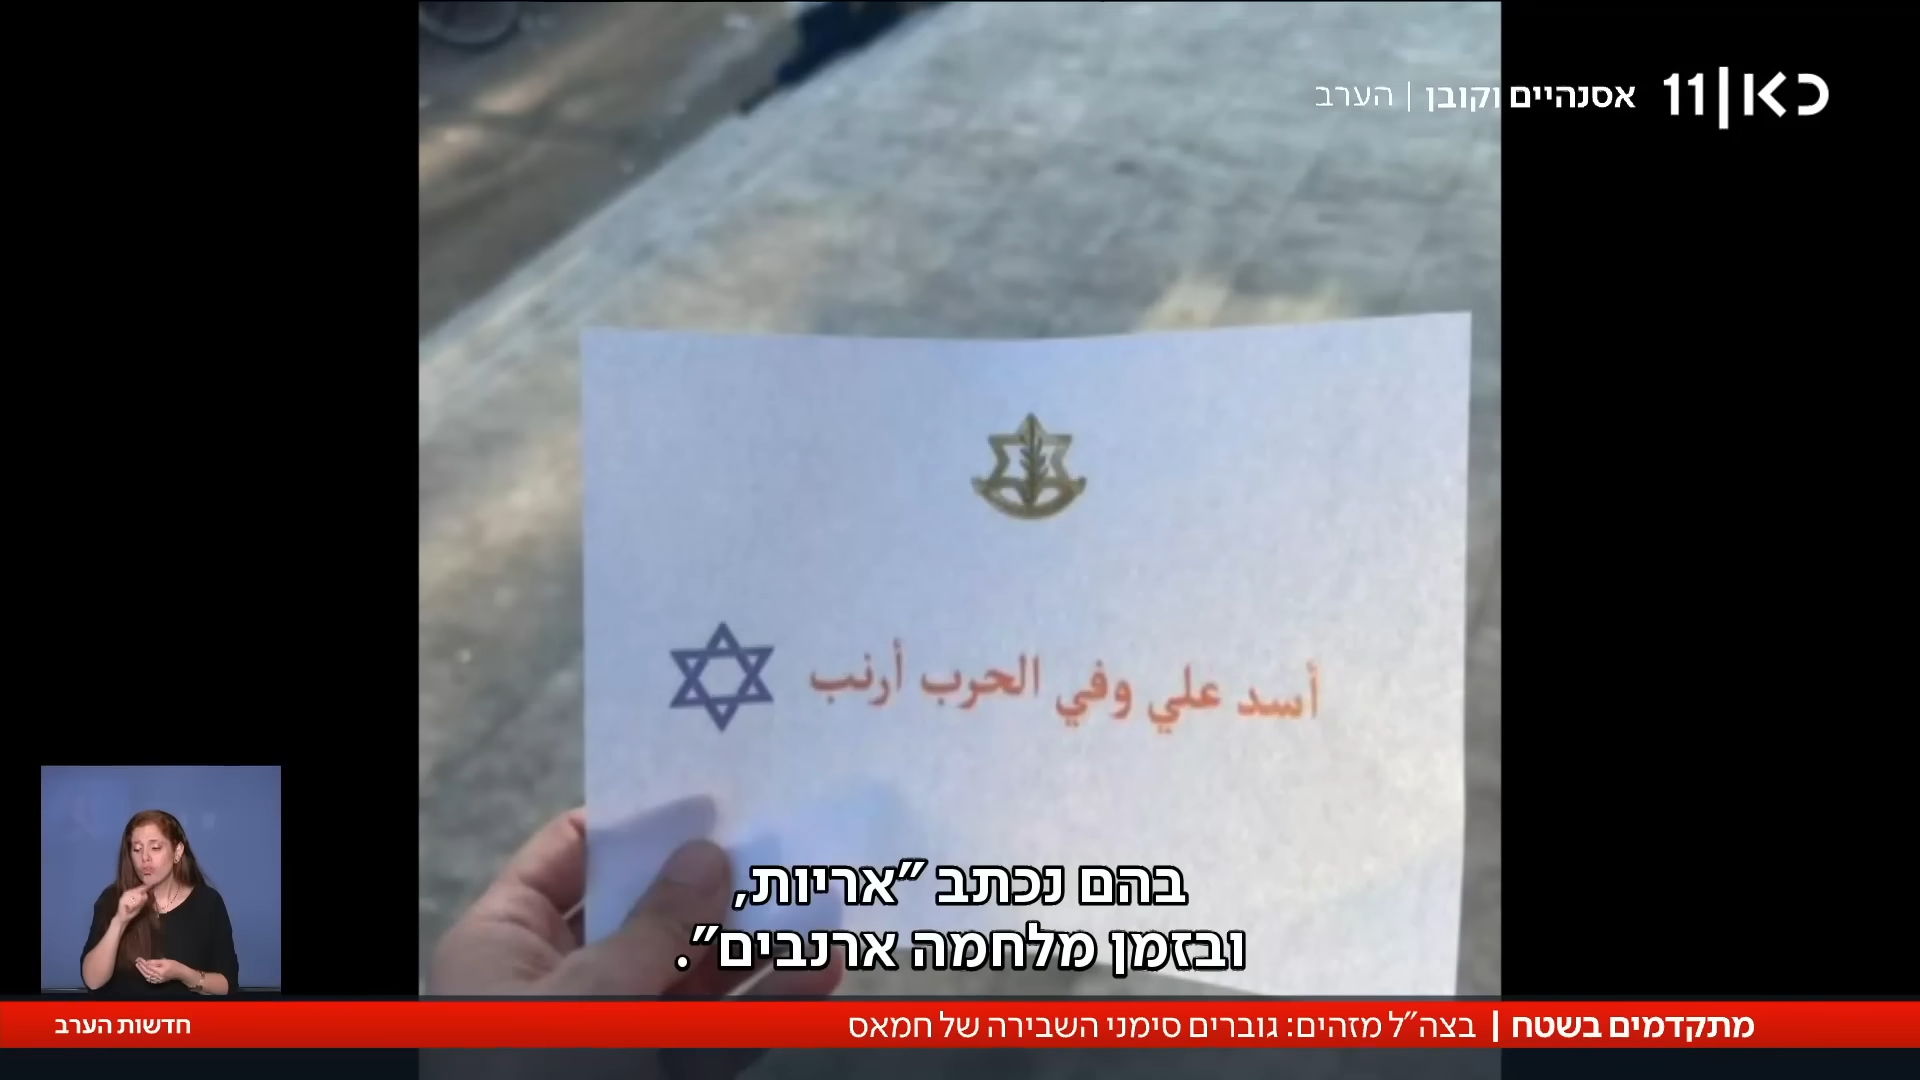 כאן|11 אסנהיים וקובן | הערב
أسد علي وفي الحرب أرنب
בהם נכתב "אריות,
ובזמן מלחמה ארנבים".
מתקדמים בשטח | בצה"ל מזהים: גוברים סימני השבירה של חמאס
חדשות הערב